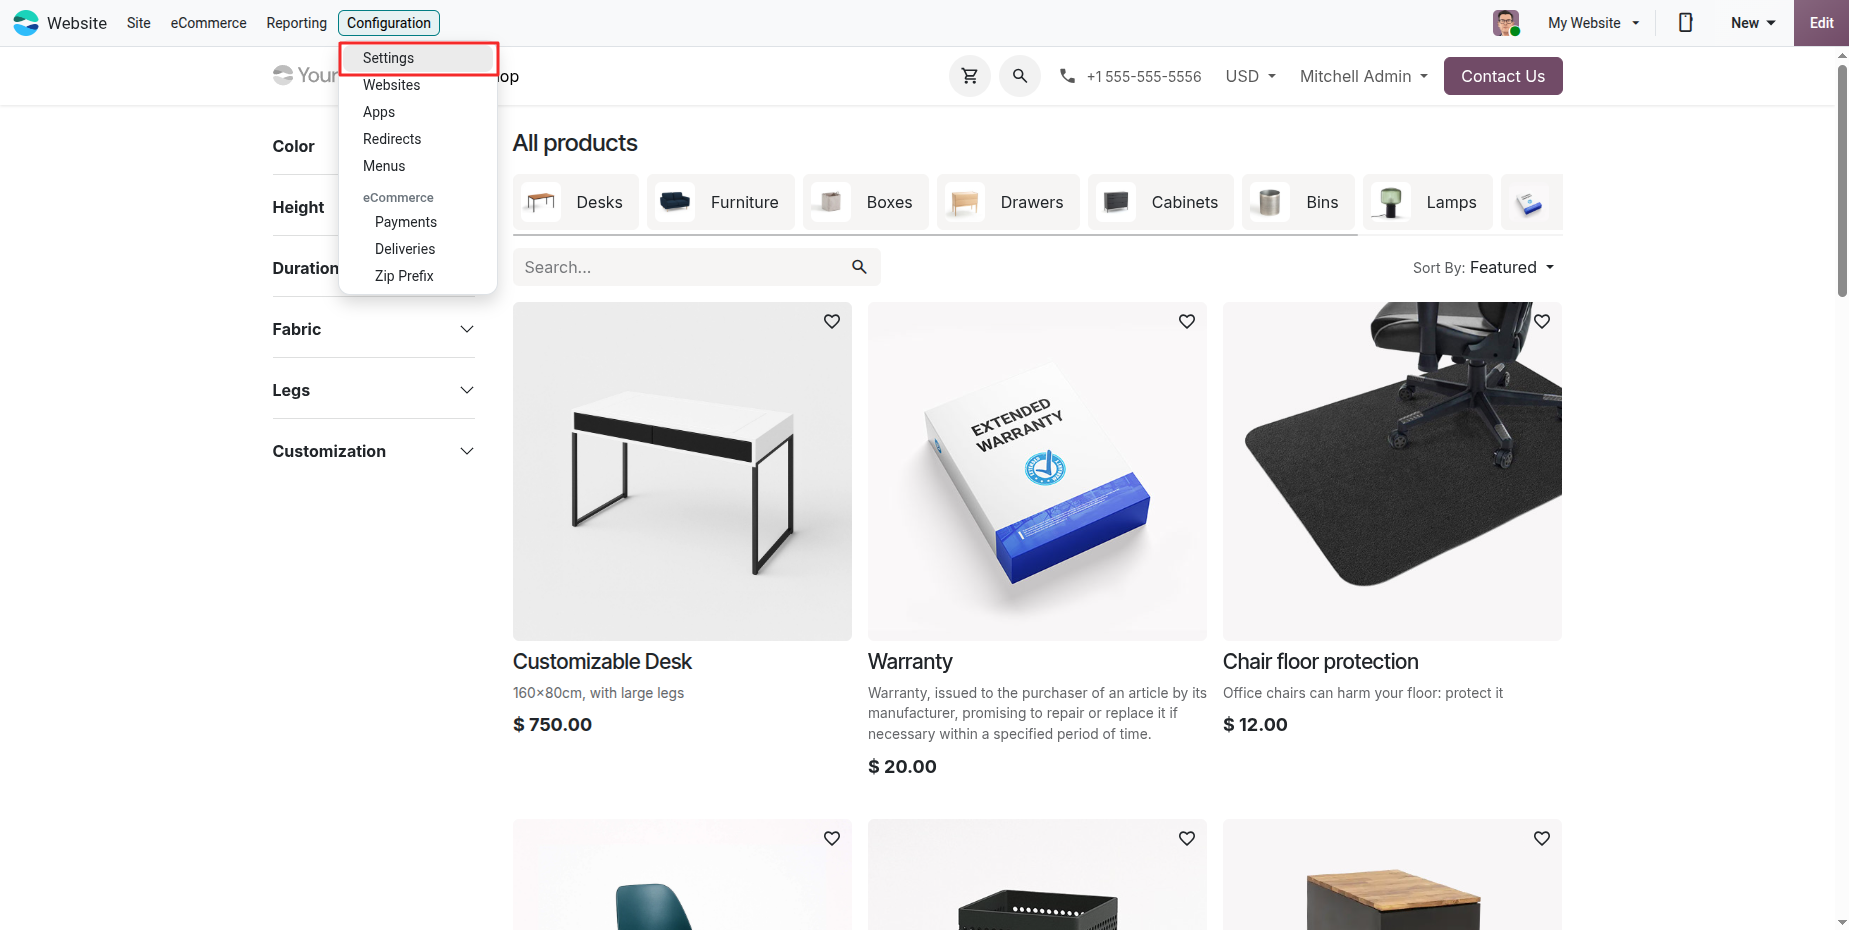 Website Site eCommerce Reporting Configuration My Website New Edit
Settings
Websites
Apps
Redirects
Menus
eCommerce
Payments
Deliveries
Zip Prefix
Your
op +1 555-555-5556 USD Mitchell Admin Contact Us
Color
Height
Duration
Fabric
Legs
Customization
All products
Desks Furniture Boxes Drawers Cabinets Bins Lamps
Search... Sort By: Featured
EXTENDED
WARRANTY
Customizable Desk
160x80cm, with large legs
$ 750.00
Warranty
Warranty, issued to the purchaser of an article by its
manufacturer, promising to repair or replace it if
necessary within a specified period of time.
$ 20.00
Chair floor protection
Office chairs can harm your floor: protect it
$ 12.00